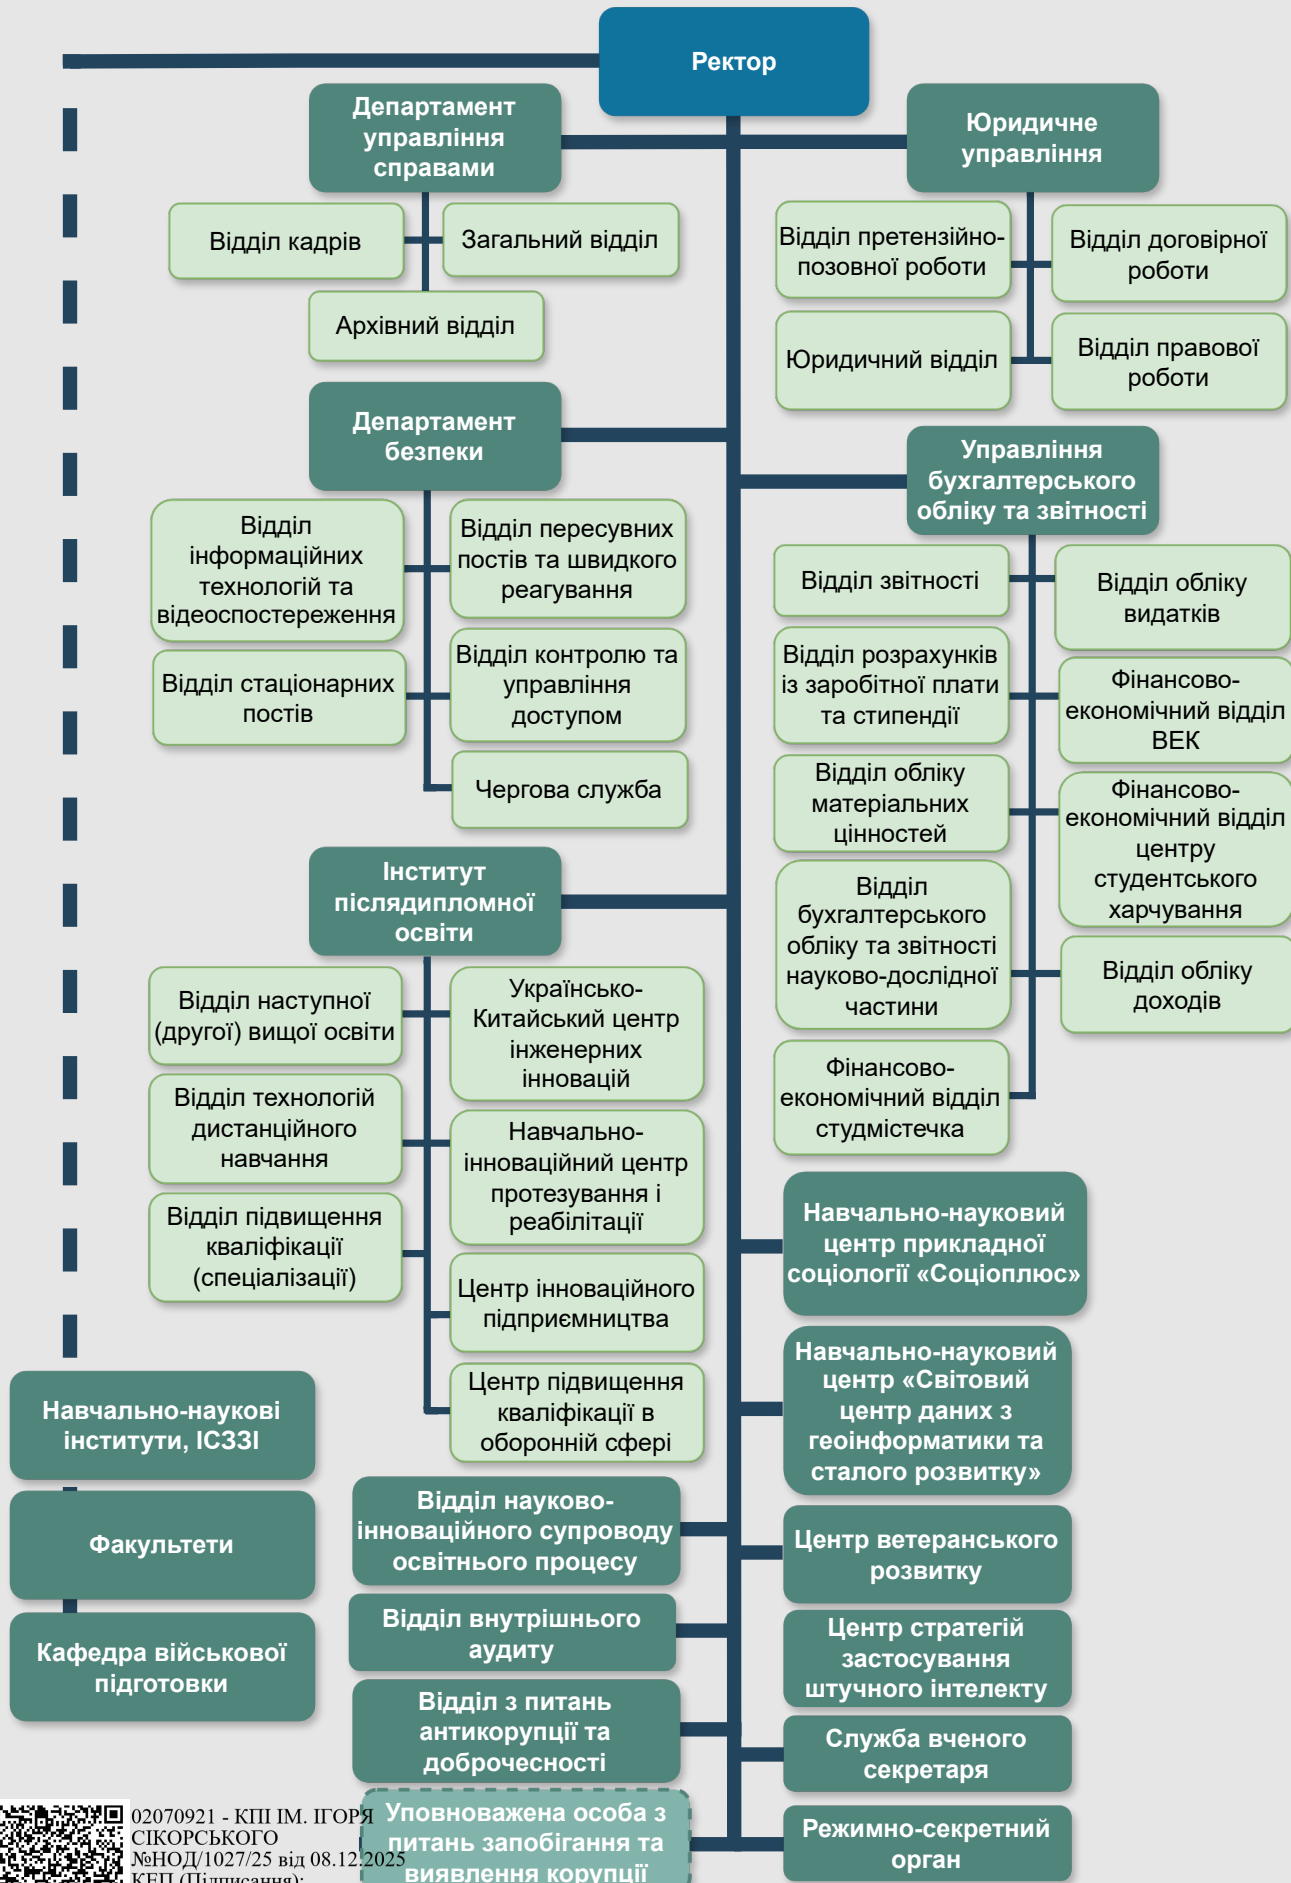 Ректор
Департамент
управління
справами
Юридичне
управління
Відділ кадрів
Загальний відділ
Архівний відділ
Відділ претензійно-
позовної роботи
Відділ договірної
роботи
Юридичний відділ
Відділ правової
роботи
Департамент
безпеки
Управління
бухгалтерського
обліку та звітності
Відділ
інформаційних
технологій та
відеоспостереження
Відділ пересувних
постів та швидкого
реагування
Відділ стаціонарних
постів
Відділ контролю та
управління
доступом
Чергова служба
Відділ звітності
Відділ обліку
видатків
Відділ розрахунків
із заробітної плати
та стипендії
Фінансово-
економічний відділ
ВЕК
Відділ обліку
матеріальних
цінностей
Фінансово-
економічний відділ
центру
студентського
харчування
Відділ
бухгалтерського
обліку та звітності
науково-дослідної
частини
Відділ обліку
доходів
Фінансово-
економічний відділ
студмістечка
Інститут
післядипломної
освіти
Відділ наступної
(другої) вищої освіти
Українсько-
Китайський центр
інженерних
інновацій
Відділ технологій
дистанційного
навчання
Навчально-
інноваційний центр
протезування і
реабілітації
Відділ підвищення
кваліфікації
(спеціалізації)
Центр інноваційного
підприємництва
Центр підвищення
кваліфікації в
оборонній сфері
Навчально-науковий
центр прикладної
соціології «Соціоплюс»
Навчально-науковий
центр «Світовий
центр даних з
геоінформатики та
сталого розвитку»
Навчально-наукові
інститути, ІСЗЗІ
Факультети
Кафедра військової
підготовки
Відділ науково-
інноваційного супроводу
освітнього процесу
Центр ветеранського
розвитку
Відділ внутрішнього
аудиту
Центр стратегій
застосування
штучного інтелекту
Відділ з питань
антикорупції та
доброчесності
Служба вченого
секретаря
Уповноважена особа з
питань запобігання та
виявлення корупції
Режимно-секретний
орган
02070921 - КПІ ІМ. ІГОРЯ
СІКОРСЬКОГО
№НОД/1027/25 від 08.12.2025
КЕП (Підписання):